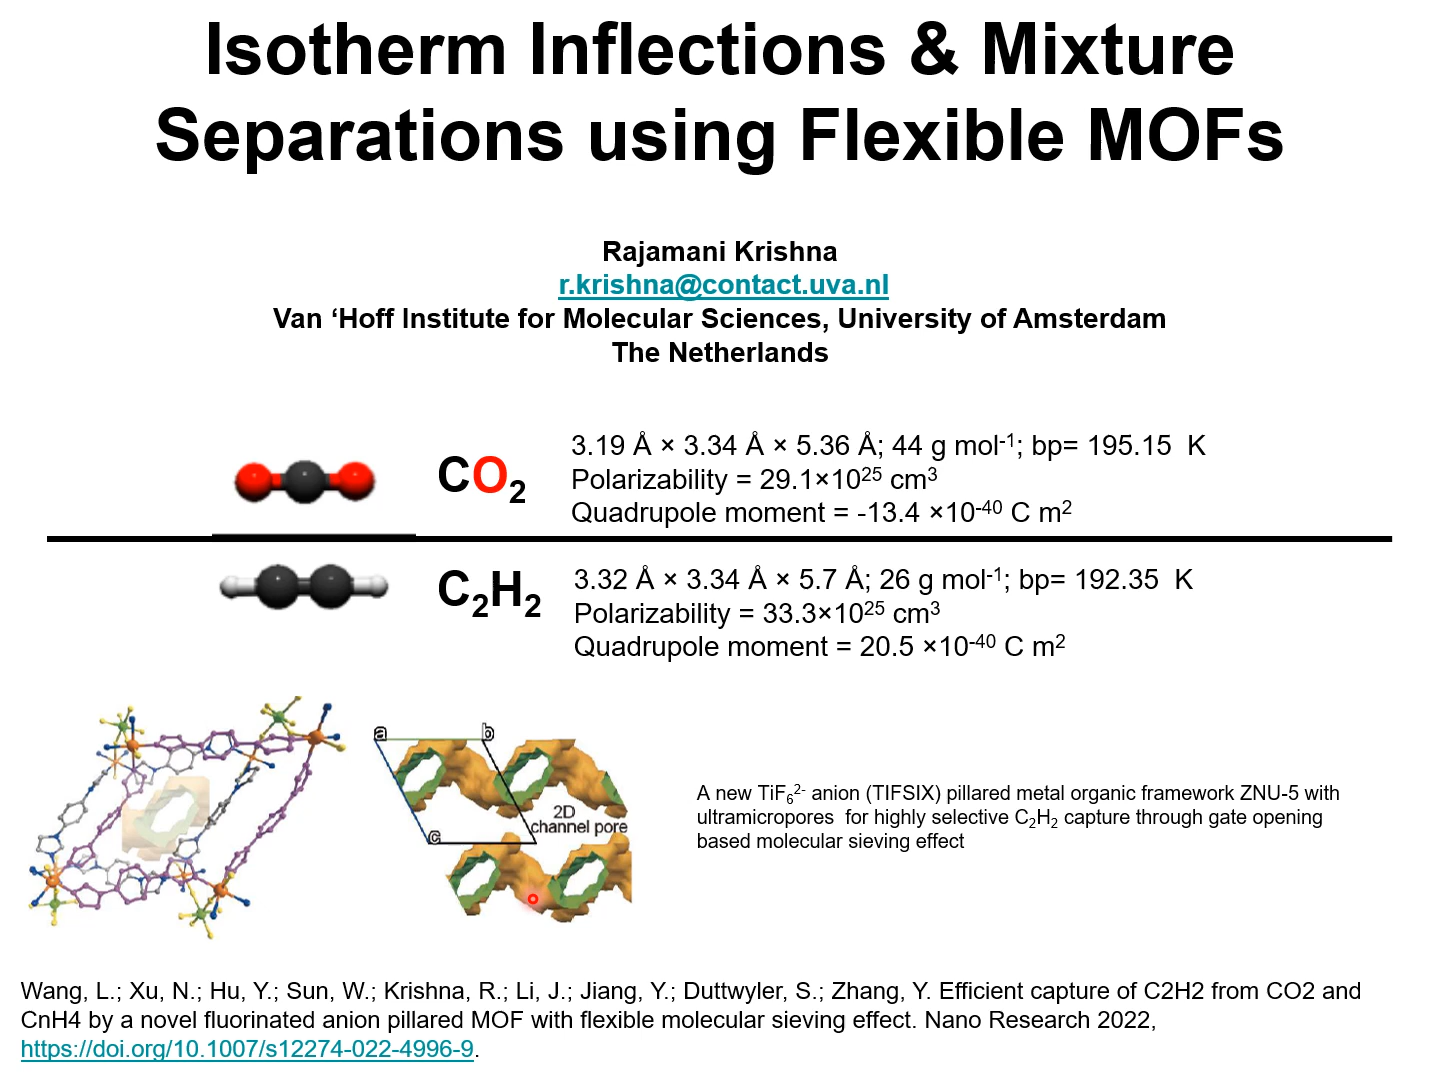 Isotherm Inflections & Mixture
Separations using Flexible MOFs
Rajamani Krishna
r.krishna@contact.uva.nl
Van ‘Hoff Institute for Molecular Sciences, University of Amsterdam
The Netherlands
CO₂
3.19 Å × 3.34 Å × 5.36 Å; 44 g mol⁻¹; bp= 195.15 K
Polarizability = 29.1×10²⁵ cm³
Quadrupole moment = -13.4 ×10⁻⁴⁰ C m²
C₂H₂
3.32 Å × 3.34 Å × 5.7 Å; 26 g mol⁻¹; bp= 192.35 K
Polarizability = 33.3×10²⁵ cm³
Quadrupole moment = 20.5 ×10⁻⁴⁰ C m²
a
b
c
2D
channel pore
A new TiF₆²⁻ anion (TIFSIX) pillared metal organic framework ZNU-5 with
ultramicropores for highly selective C₂H₂ capture through gate opening
based molecular sieving effect
Wang, L.; Xu, N.; Hu, Y.; Sun, W.; Krishna, R.; Li, J.; Jiang, Y.; Duttwyler, S.; Zhang, Y. Efficient capture of C2H2 from CO2 and
CnH4 by a novel fluorinated anion pillared MOF with flexible molecular sieving effect. Nano Research 2022,
https://doi.org/10.1007/s12274-022-4996-9.